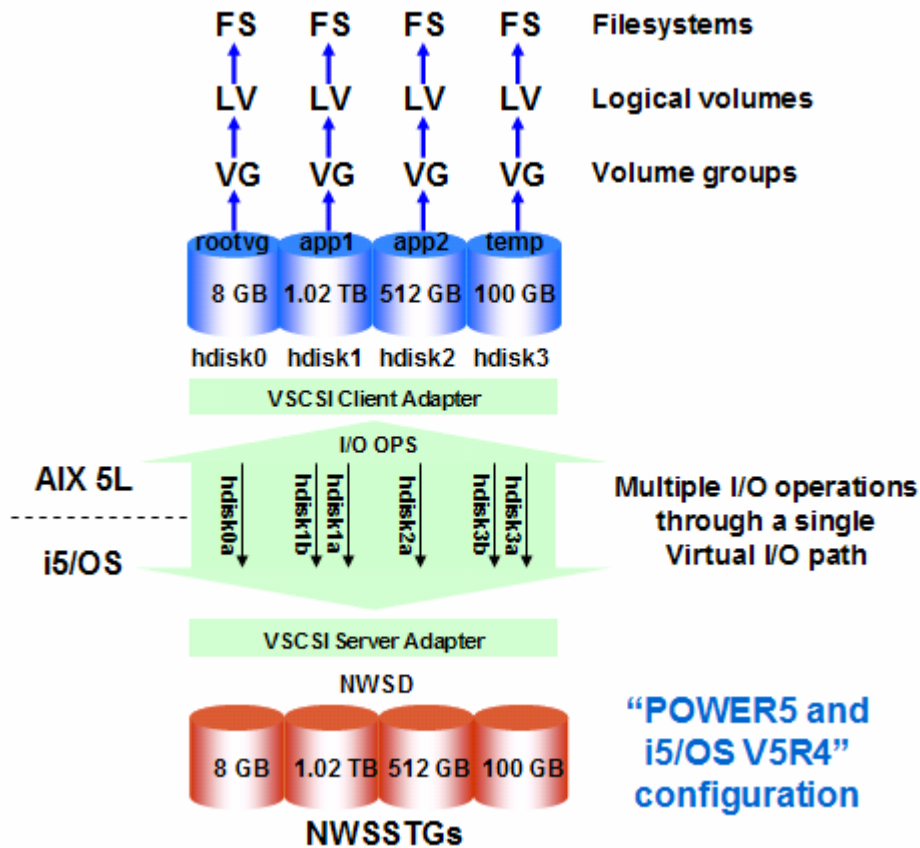 FS FS FS FS Filesystems
LV LV LV LV Logical volumes
VG VG VG VG Volume groups
rootvg app1 app2 temp
8 GB 1.02 TB 512 GB 100 GB
hdisk0 hdisk1 hdisk2 hdisk3
VSCSI Client Adapter
I/O OPS
AIX 5L
i5/OS
hdisk0a
hdisk1b
hdisk1a
hdisk2a
hdisk3b
hdisk3a
Multiple I/O operations
through a single
Virtual I/O path
VSCSI Server Adapter
NWSD
8 GB 1.02 TB 512 GB 100 GB
NWSSTGs
“POWER5 and
i5/OS V5R4”
configuration